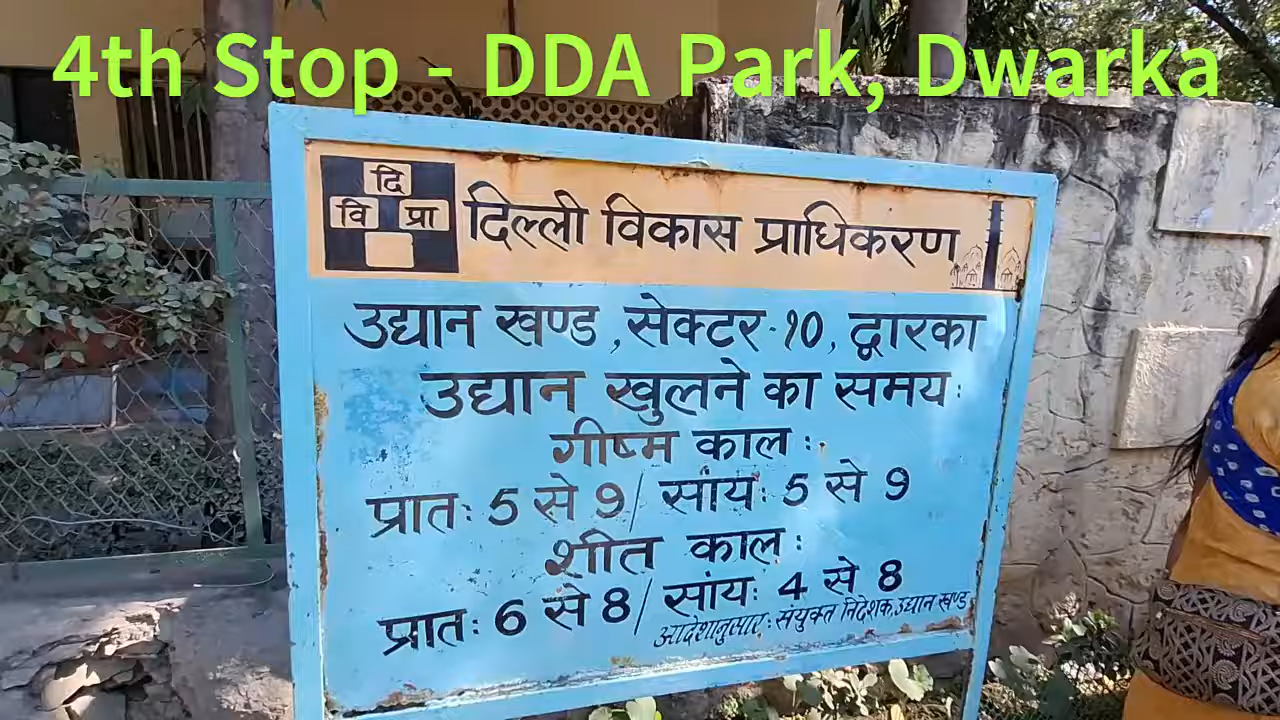 4th Stop - DDA Park, Dwarka
दि
वि प्रा
दिल्ली विकास प्राधिकरण
उद्यान खण्ड, सेक्टर-10, द्वारका
उद्यान खुलने का समय:
गीष्म काल:
प्रात: 5 से 9/ सांय: 5 से 9
शीत काल:
प्रात: 6 से 8/ सांय: 4 से 8
आदेशानुसार: संयुक्त निदेशक, उद्यान खण्ड